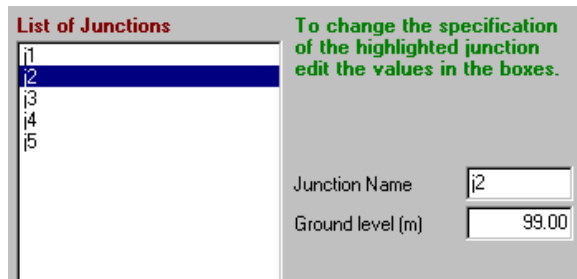 List of Junctions
j1
j2
j3
j4
j5
To change the specification
of the highlighted junction
edit the values in the boxes.
Junction Name j2
Ground level (m) 99.00